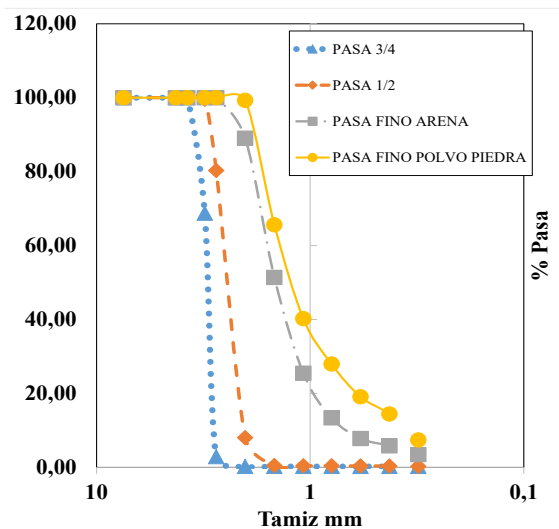 120,00
100,00
80,00
60,00
40,00
20,00
0,00
10
1
0,1
Tamiz mm
% Pasa
PASA 3/4
PASA 1/2
PASA FINO ARENA
PASA FINO POLVO PIEDRA